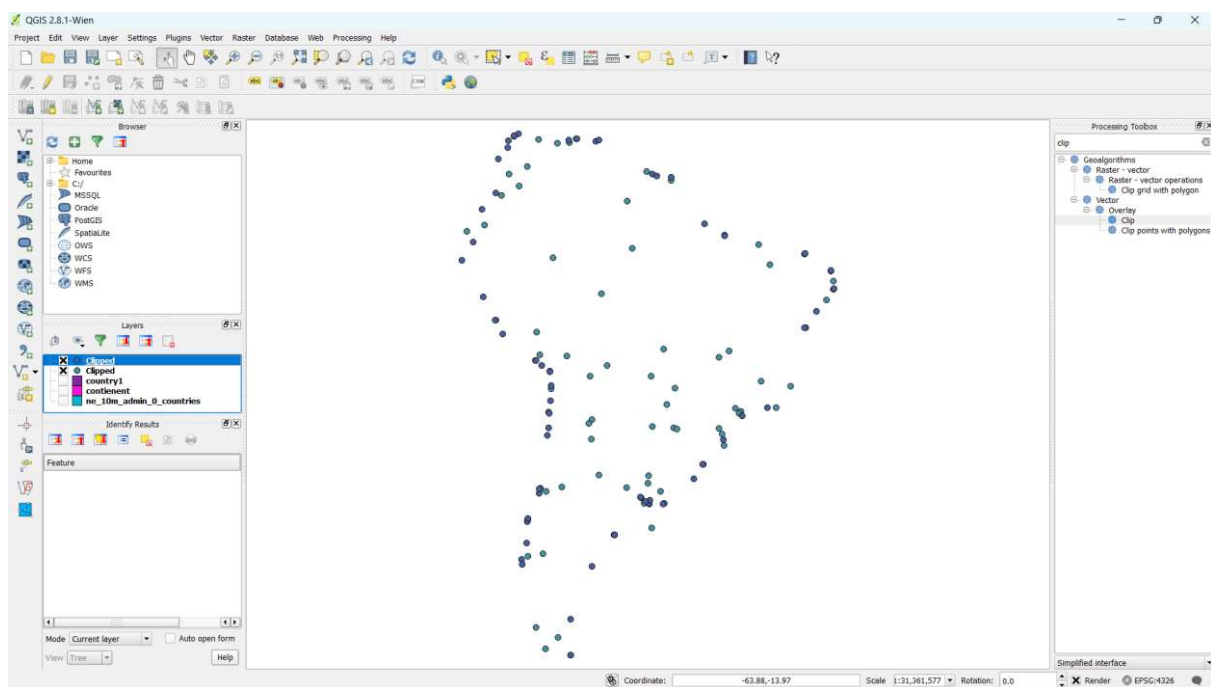 QGIS 2.8.1-Wien
Project Edit View Layer Settings Plugins Vector Raster Database Web Processing Help
CSW
Browser
Home
Favourites
C:/
MSSQL
Oracle
PostGIS
SpatiaLite
OWS
WCS
WFS
WMS
Layers
Clipped
Clipped
country1
contienent
ne_10m_admin_0_countries
Identify Results
Feature
Mode Current layer Auto open form
View Tree Help
Processing Toolbox
clip
Geoalgorithms
Raster - vector
Raster - vector operations
Clip grid with polygon
Vector
Overlay
Clip
Clip points with polygons
Simplified interface
Coordinate: -63.88,-13.97 Scale 1:31,361,577 Rotation: 0.0 Render EPSG:4326